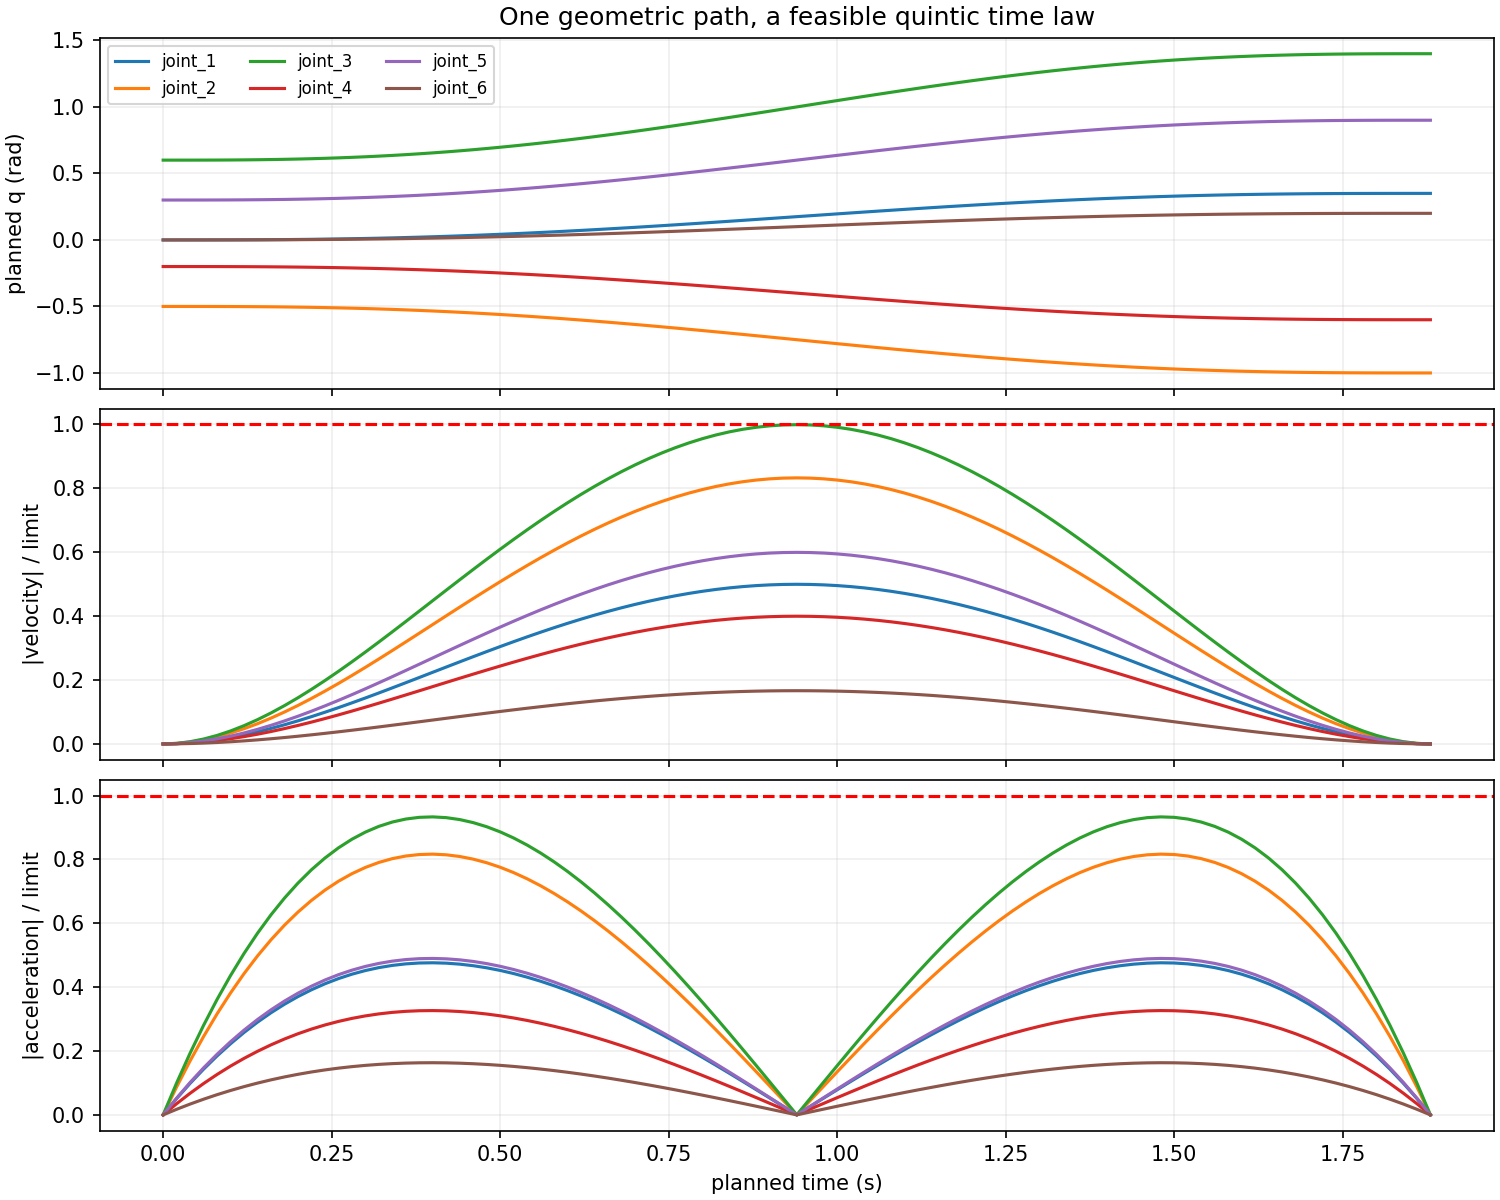 One geometric path, a feasible quintic time law
1.5
1.0
0.5
0.0
−0.5
−1.0
planned q (rad)
joint_1 joint_3 joint_5
joint_2 joint_4 joint_6
1.0
0.8
0.6
0.4
0.2
0.0
|velocity| / limit
1.0
0.8
0.6
0.4
0.2
0.0
|acceleration| / limit
0.00 0.25 0.50 0.75 1.00 1.25 1.50 1.75
planned time (s)